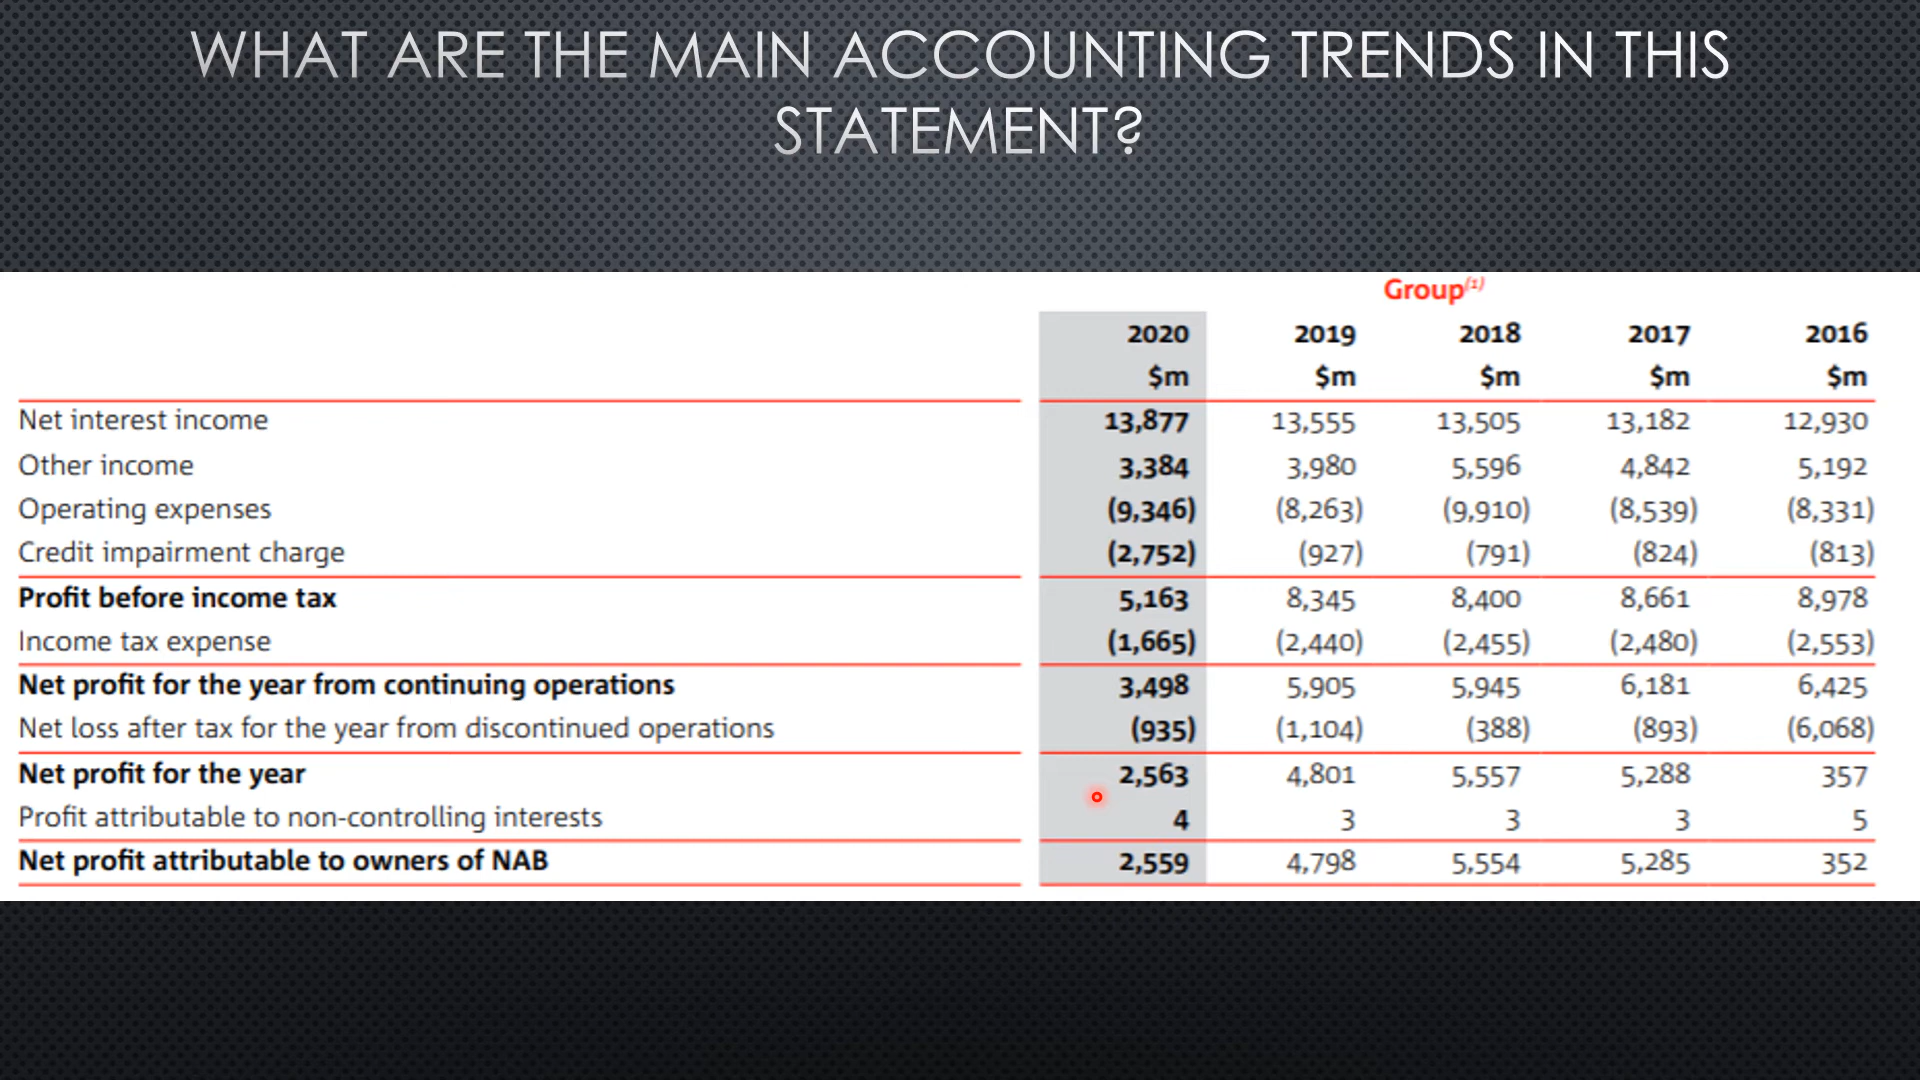 WHAT ARE THE MAIN ACCOUNTING TRENDS IN THIS
STATEMENT?
Group(1)
2020 2019 2018 2017 2016
$m $m $m $m $m
Net interest income 13,877 13,555 13,505 13,182 12,930
Other income 3,384 3,980 5,596 4,842 5,192
Operating expenses (9,346) (8,263) (9,910) (8,539) (8,331)
Credit impairment charge (2,752) (927) (791) (824) (813)
Profit before income tax 5,163 8,345 8,400 8,661 8,978
Income tax expense (1,665) (2,440) (2,455) (2,480) (2,553)
Net profit for the year from continuing operations 3,498 5,905 5,945 6,181 6,425
Net loss after tax for the year from discontinued operations (935) (1,104) (388) (893) (6,068)
Net profit for the year 2,563 4,801 5,557 5,288 357
Profit attributable to non-controlling interests 4 3 3 3 5
Net profit attributable to owners of NAB 2,559 4,798 5,554 5,285 352